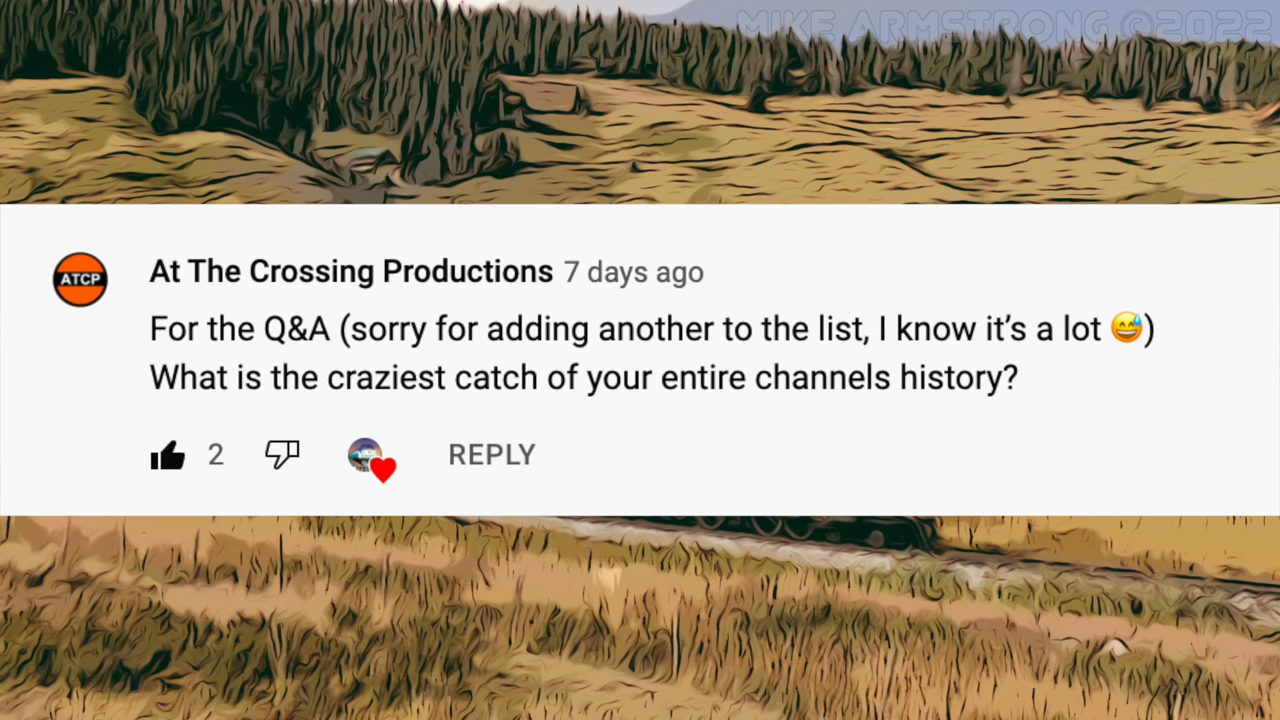 MIKE ARMSTRONG ©2022
ATCP
At The Crossing Productions 7 days ago
For the Q&A (sorry for adding another to the list, I know it’s a lot 😅)
What is the craziest catch of your entire channels history?
2
REPLY